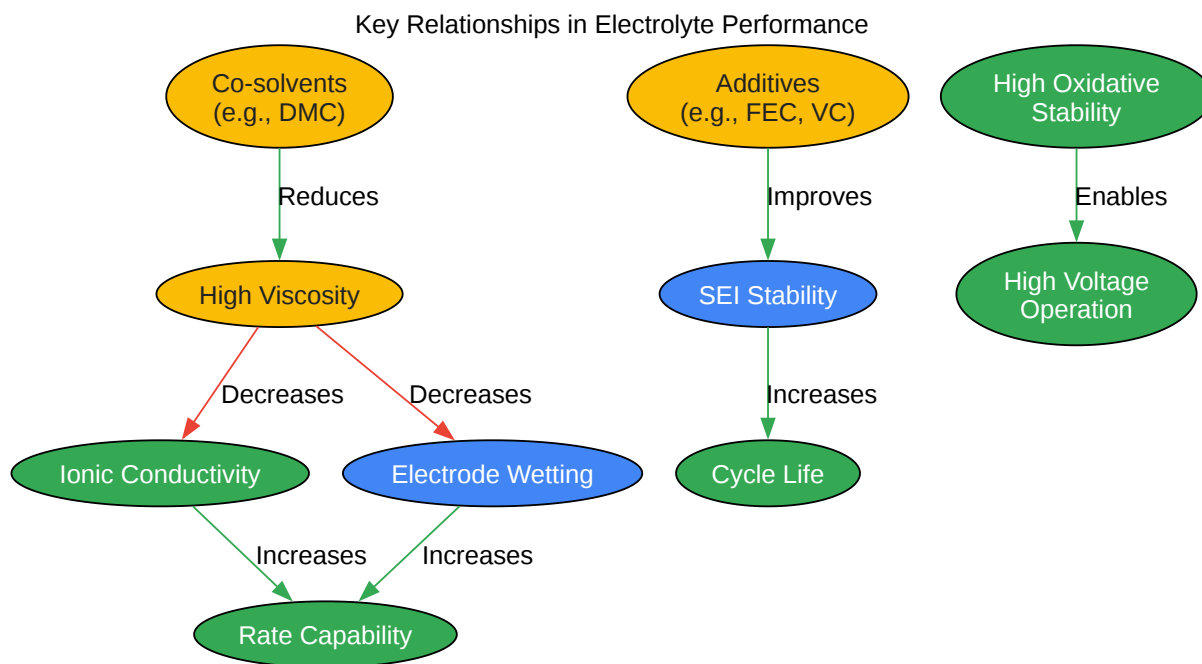 Key Relationships in Electrolyte Performance
Co-solvents
(e.g., DMC)
Additives
(e.g., FEC, VC)
High Oxidative
Stability
Reduces
Improves
Enables
High Viscosity
SEI Stability
High Voltage
Operation
Decreases
Decreases
Increases
Ionic Conductivity
Electrode Wetting
Cycle Life
Increases
Increases
Rate Capability